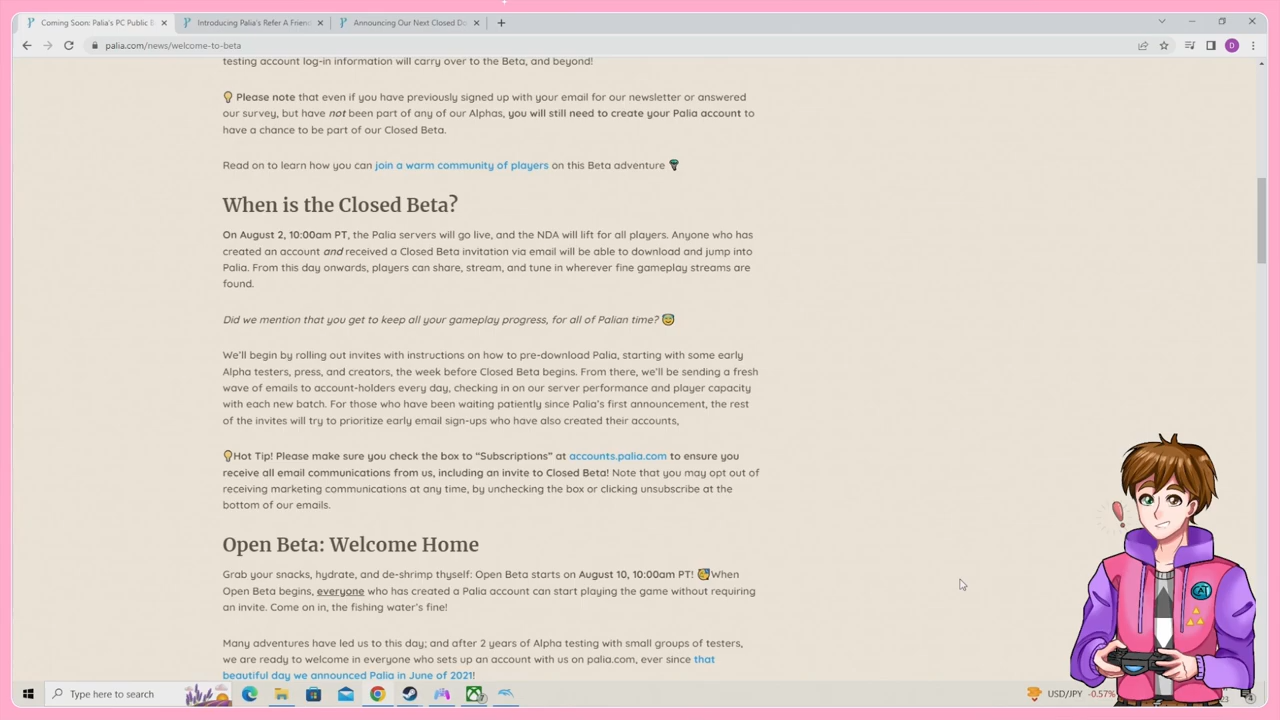 Coming Soon: Palia's PC Public B
Introducing Palia's Refer A Friend
Announcing Our Next Closed Do
palia.com/news/welcome-to-beta
D
testing account log-in information will carry over to the Beta, and beyond!
Please note that even if you have previously signed up with your email for our newsletter or answered
our survey, but have not been part of any of our Alphas, you will still need to create your Palia account to
have a chance to be part of our Closed Beta.
Read on to learn how you can join a warm community of players on this Beta adventure
When is the Closed Beta?
On August 2, 10:00am PT, the Palia servers will go live, and the NDA will lift for all players. Anyone who has
created an account and received a Closed Beta invitation via email will be able to download and jump into
Palia. From this day onwards, players can share, stream, and tune in wherever fine gameplay streams are
found.
Did we mention that you get to keep all your gameplay progress, for all of Palian time?
We'll begin by rolling out invites with instructions on how to pre-download Palia, starting with some early
Alpha testers, press, and creators, the week before Closed Beta begins. From there, we'll be sending a fresh
wave of emails to account-holders every day, checking in on our server performance and player capacity
with each new batch. For those who have been waiting patiently since Palia's first announcement, the rest
of the invites will try to prioritize early email sign-ups who have also created their accounts,
Hot Tip! Please make sure you check the box to “Subscriptions” at accounts.palia.com to ensure you
receive all email communications from us, including an invite to Closed Beta! Note that you may opt out of
receiving marketing communications at any time, by unchecking the box or clicking unsubscribe at the
bottom of our emails.
Open Beta: Welcome Home
Grab your snacks, hydrate, and de-shrimp thyself: Open Beta starts on August 10, 10:00am PT! When
Open Beta begins, everyone who has created a Palia account can start playing the game without requiring
an invite. Come on in, the fishing water's fine!
Many adventures have led us to this day; and after 2 years of Alpha testing with small groups of testers,
we are ready to welcome in everyone who sets up an account with us on palia.com, ever since that
beautiful day we announced Palia in June of 2021!
Type here to search
USD/JPY -0.57%